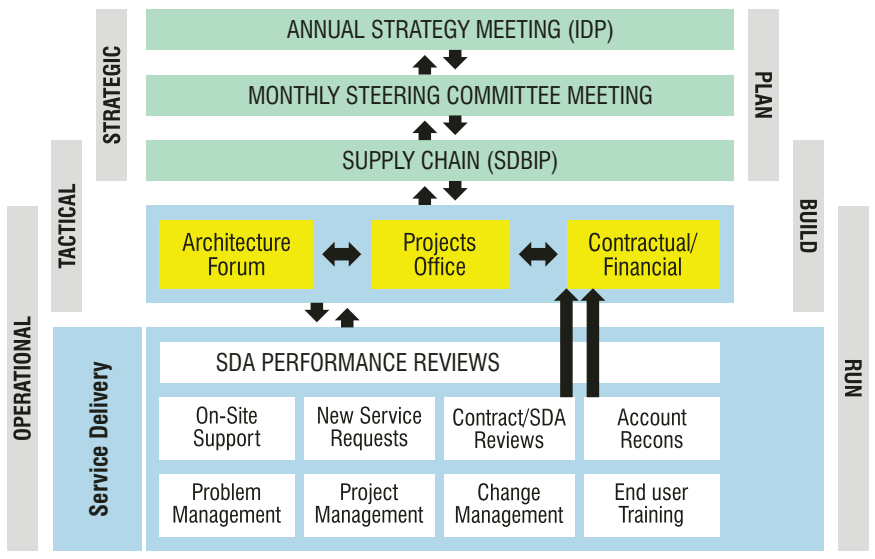 ANNUAL STRATEGY MEETING (IDP)
MONTHLY STEERING COMMITTEE MEETING
SUPPLY CHAIN (SDBIP)
STRATEGIC
PLAN
TACTICAL
BUILD
Architecture
Forum
Projects
Office
Contractual/
Financial
OPERATIONAL
RUN
Service Delivery
SDA PERFORMANCE REVIEWS
On-Site
Support
New Service
Requests
Contract/SDA
Reviews
Account
Recons
Problem
Management
Project
Management
Change
Management
End user
Training